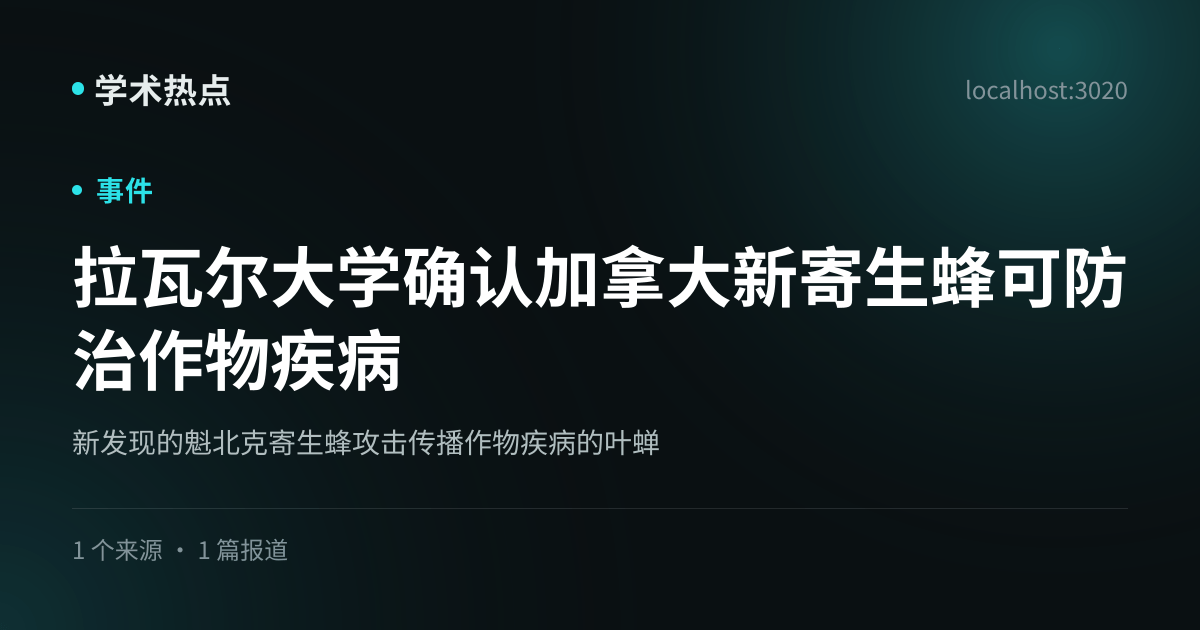 学术热点
localhost:3020
事件
拉瓦尔大学确认加拿大新寄生蜂可防
治作物疾病
新发现的魁北克寄生蜂攻击传播作物疾病的叶蝉
1 个来源 · 1 篇报道